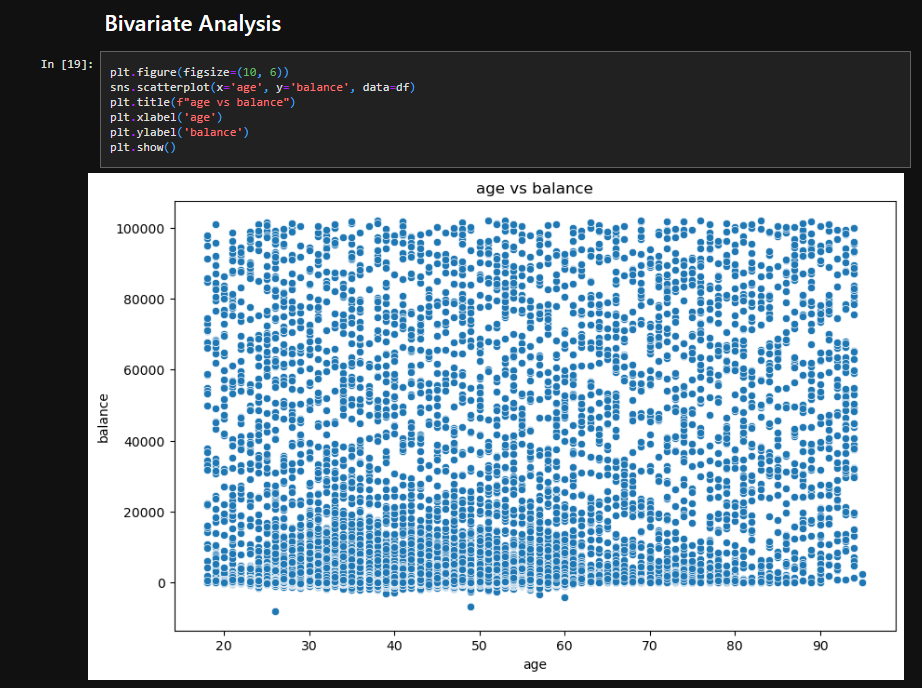 Bivariate Analysis
In [19]:
plt.figure(figsize=(10, 6))
sns.scatterplot(x='age', y='balance', data=df)
plt.title(f"age vs balance")
plt.xlabel('age')
plt.ylabel('balance')
plt.show()
age vs balance
100000
80000
60000
40000
20000
0
balance
20 30 40 50 60 70 80 90
age